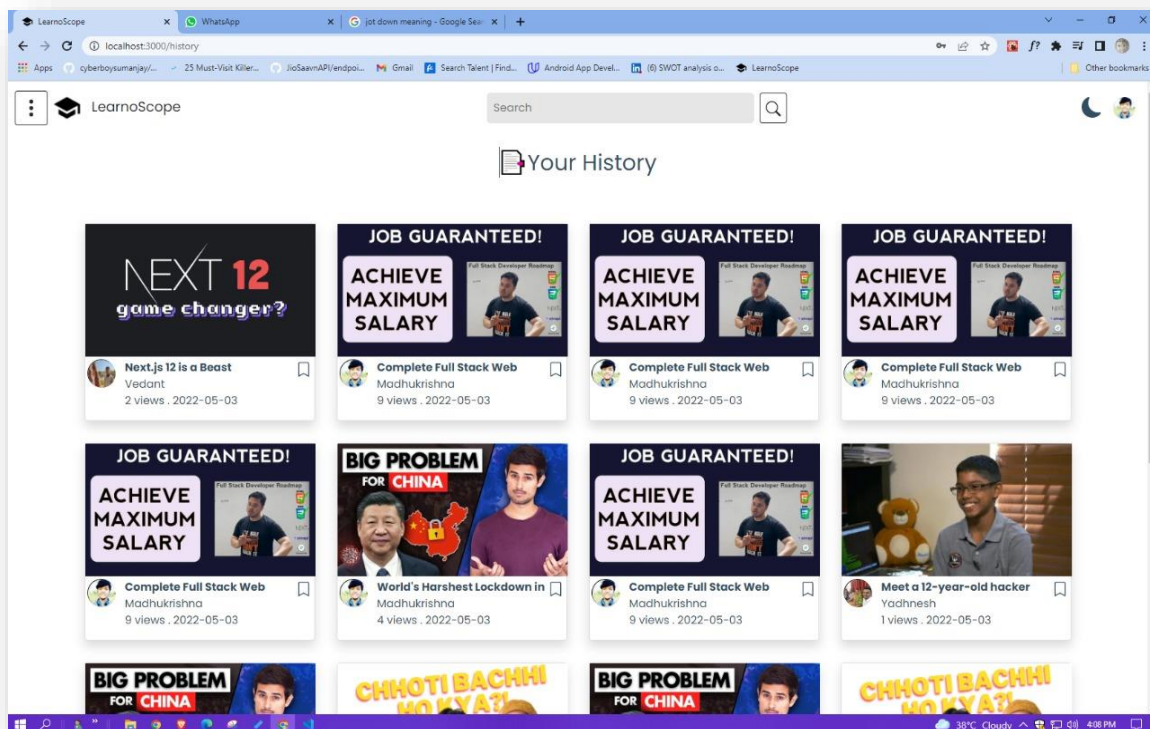 LearnoScope
WhatsApp
jot down meaning - Google Sear
localhost:3000/history
Apps
cyberboysumanjay/...
25 Must-Visit Killer...
JioSaavnAPI/endpoi...
Gmail
Search Talent | Find...
Android App Devel...
(6) SWOT analysis o...
LearnoScope
Other bookmarks
LearnoScope
Search
Your History
NEXT 12
game changer?
Next.js 12 is a Beast
Vedant
2 views . 2022-05-03
JOB GUARANTEED!
ACHIEVE
MAXIMUM
SALARY
Full Stack Developer Roadmap
Complete Full Stack Web
Madhukrishna
9 views . 2022-05-03
JOB GUARANTEED!
ACHIEVE
MAXIMUM
SALARY
Full Stack Developer Roadmap
Complete Full Stack Web
Madhukrishna
9 views . 2022-05-03
JOB GUARANTEED!
ACHIEVE
MAXIMUM
SALARY
Full Stack Developer Roadmap
Complete Full Stack Web
Madhukrishna
9 views . 2022-05-03
JOB GUARANTEED!
ACHIEVE
MAXIMUM
SALARY
Full Stack Developer Roadmap
Complete Full Stack Web
Madhukrishna
9 views . 2022-05-03
BIG PROBLEM
FOR CHINA
World's Harshest Lockdown in
Madhukrishna
4 views . 2022-05-03
JOB GUARANTEED!
ACHIEVE
MAXIMUM
SALARY
Full Stack Developer Roadmap
Complete Full Stack Web
Madhukrishna
9 views . 2022-05-03
Meet a 12-year-old hacker
Yadhnesh
1 views . 2022-05-03
BIG PROBLEM
FOR CHINA
CHHOTI BACHHI
HO KYA?!
BIG PROBLEM
FOR CHINA
CHHOTI BACHHI
HO KYA?!
38°C Cloudy
4:08 PM